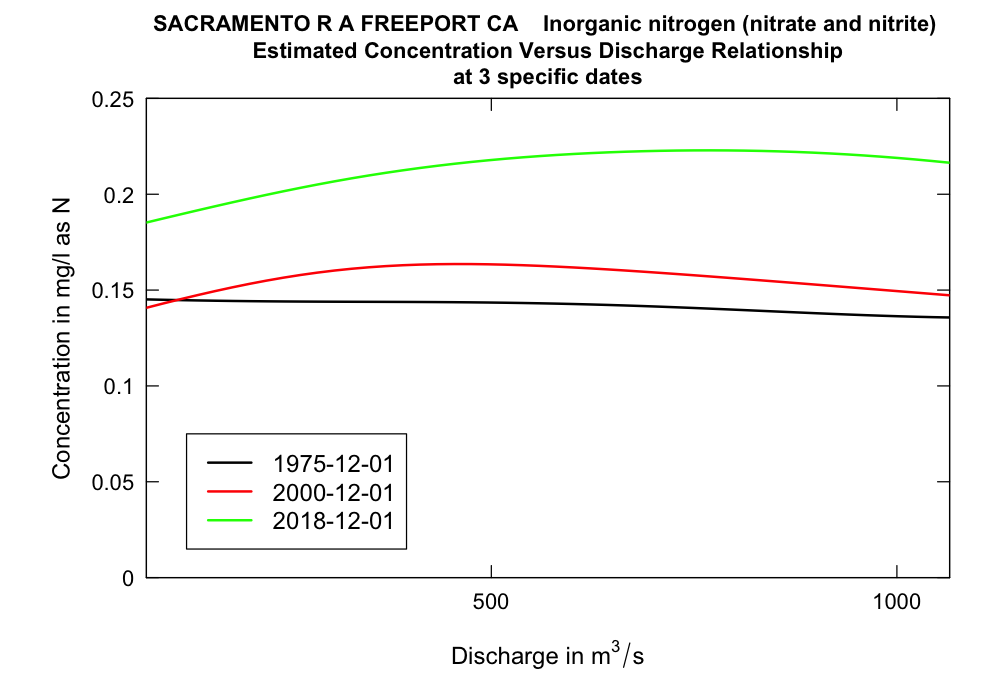 SACRAMENTO R A FREEPORT CA Inorganic nitrogen (nitrate and nitrite)
Estimated Concentration Versus Discharge Relationship
at 3 specific dates
0.25
0.2
0.15
0.1
0.05
0
Concentration in mg/l as N
1975-12-01
2000-12-01
2018-12-01
500 1000
Discharge in m³/s